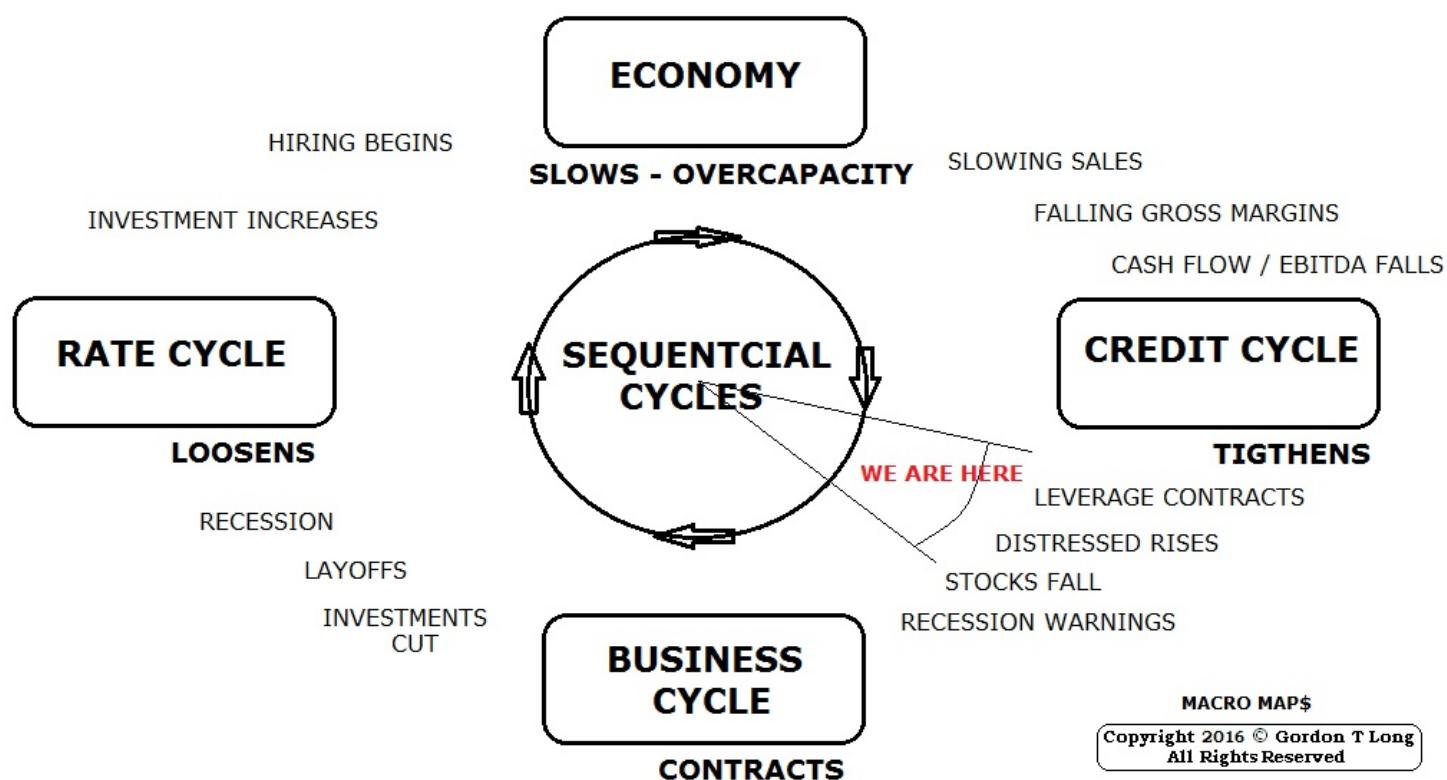 ECONOMY
HIRING BEGINS
SLOWS - OVERCAPACITY
SLOWING SALES
INVESTMENT INCREASES
FALLING GROSS MARGINS
CASH FLOW / EBITDA FALLS
RATE CYCLE
SEQUENTCIAL
CYCLES
CREDIT CYCLE
LOOSENS
TIGTHENS
WE ARE HERE
LEVERAGE CONTRACTS
RECESSION
DISTRESSED RISES
LAYOFFS
STOCKS FALL
INVESTMENTS
CUT
RECESSION WARNINGS
BUSINESS
CYCLE
CONTRACTS
MACRO MAP$
Copyright 2016 © Gordon T Long
All Rights Reserved